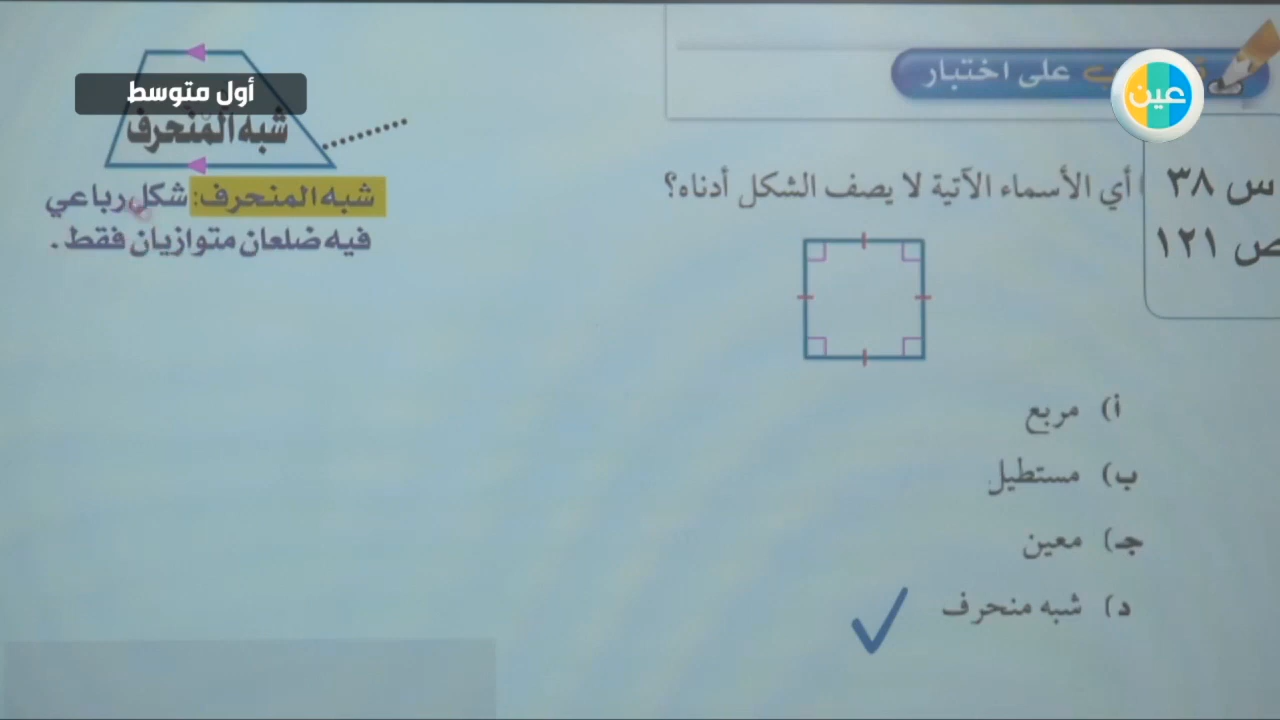 تدريب على اختبار
عين
س ٣٨
ص ١٢١
أي الأسماء الآتية لا يصف الشكل أدناه؟
أ) مربع
ب) مستطيل
جـ) معين
د) شبه منحرف
أول متوسط
شبه المنحرف
شبه المنحرف: شكل رباعي
فيه ضلعان متوازيان فقط.